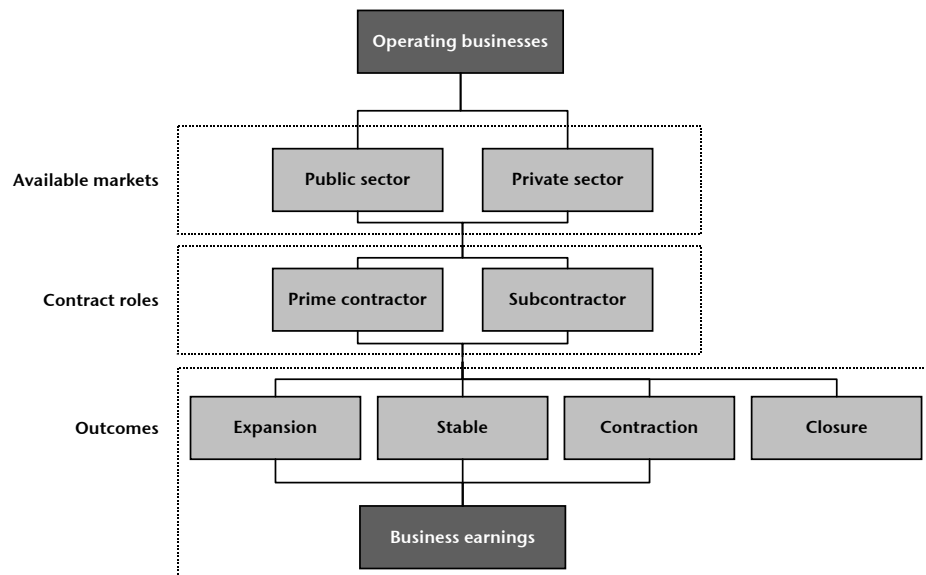 Operating businesses
Available markets
Public sector
Private sector
Contract roles
Prime contractor
Subcontractor
Outcomes
Expansion
Stable
Contraction
Closure
Business earnings